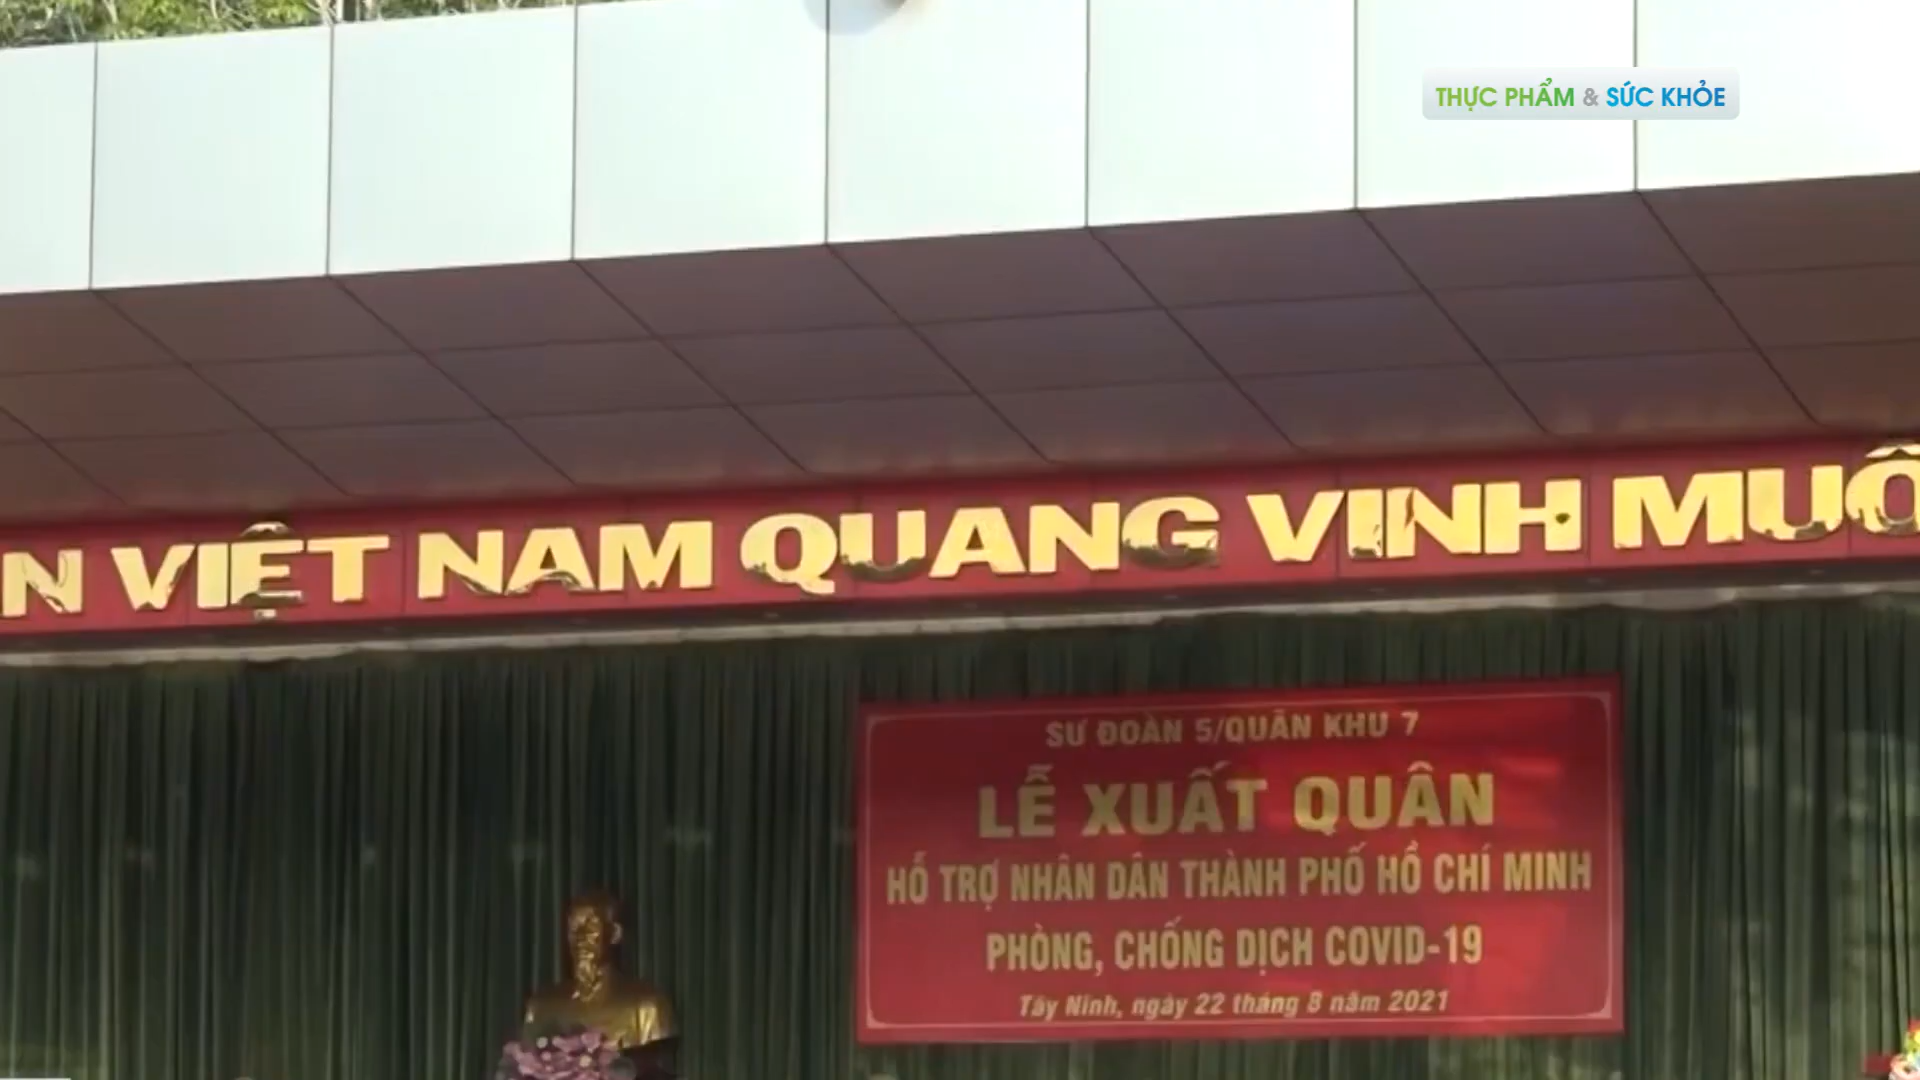 THỰC PHẨM & SỨC KHỎE
N VIỆT NAM QUANG VINH MUÔ
SƯ ĐOÀN 5/QUÂN KHU 7
LỄ XUẤT QUÂN
HỖ TRỢ NHÂN DÂN THÀNH PHỐ HỒ CHÍ MINH
PHÒNG, CHỐNG DỊCH COVID-19
Tây Ninh, ngày 22 tháng 8 năm 2021